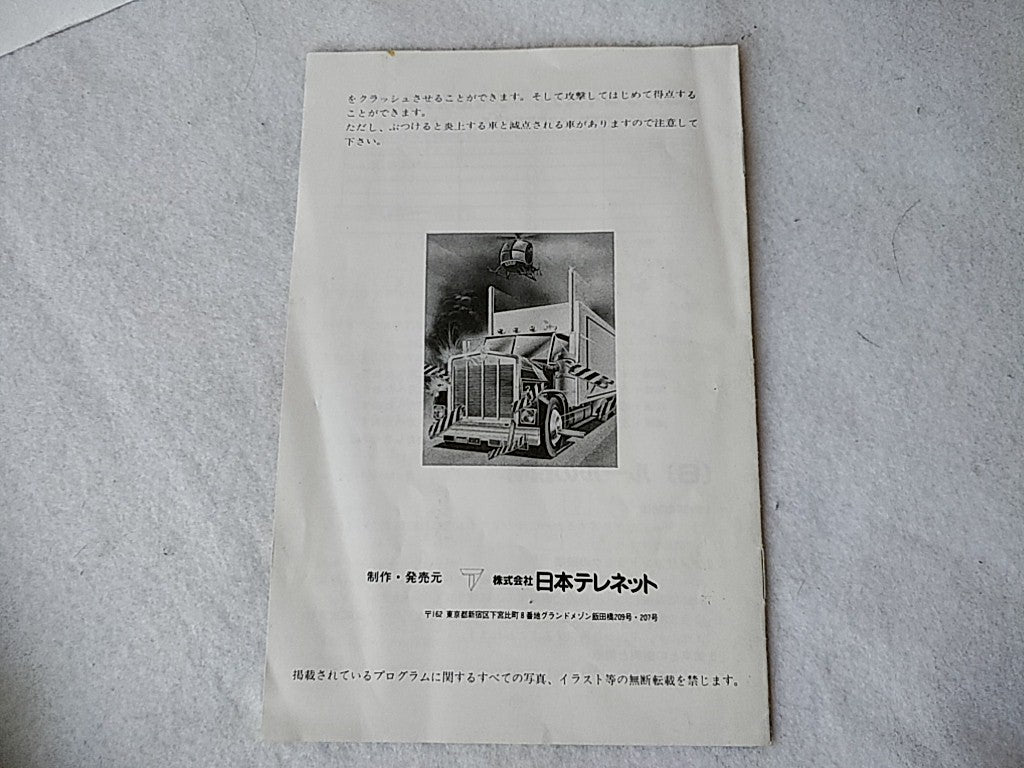 をクラッシュさせることができます。そして攻撃してはじめて得点する
ことができます。
ただし、ぶつけると炎上する車と減点される車がありますので注意して
下さい。
制作・発売元 株式会社 日本テレネット
〒162 東京都新宿区下宮比町8番地グランドメゾン飯田橋209号・207号
掲載されているプログラムに関するすべての写真、イラスト等の無断転載を禁じます。